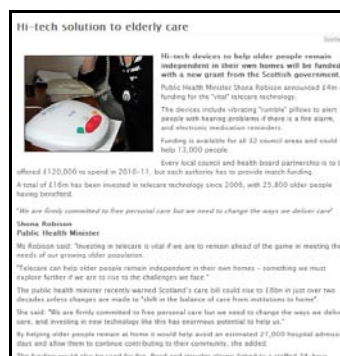 Hi-tech solution to elderly care
Hi-tech devices to help older people remain
independent in their own homes will be funded
with a new grant from the Scottish government.
Public Health Minister Shona Robison announced £4m
funding for the "vital" telecare technology.
The devices include vibrating "rumble" pillows to alert
people with hearing problems if there is a fire alarm,
and electronic medication reminders.
Funding is available for all 32 council areas and could
help 13,000 people.
Every local council and health board partnership is to
offered £120,000 to spend in 2010-11, but each authority has to provide match funding.
A total of £16m has been invested in telecare technology since 2006, with 25,800 older people
having benefited.
"We are firmly committed to free personal care but we need to change the ways we deliver care"
Shona Robison
Public Health Minister
Ms Robison said: "Investing in telecare is vital if we are to remain ahead of the game in meeting the
needs of our growing older population.
"Telecare can help older people remain independent in their own homes - something we must
explore further if we are to rise to the challenges we face."
The public health minister recently warned Scotland's care bill could rise to £8bn in just over two
decades unless changes are made to "shift in the balance of care from institutions to home".
She said: "We are firmly committed to free personal care but we need to change the ways we
care, and investing in new technology like this has enormous potential to help us."
By helping older people remain at home it would help avoid an estimated 21,000 hospital
days and allow them to continue contributing to their community, she added.